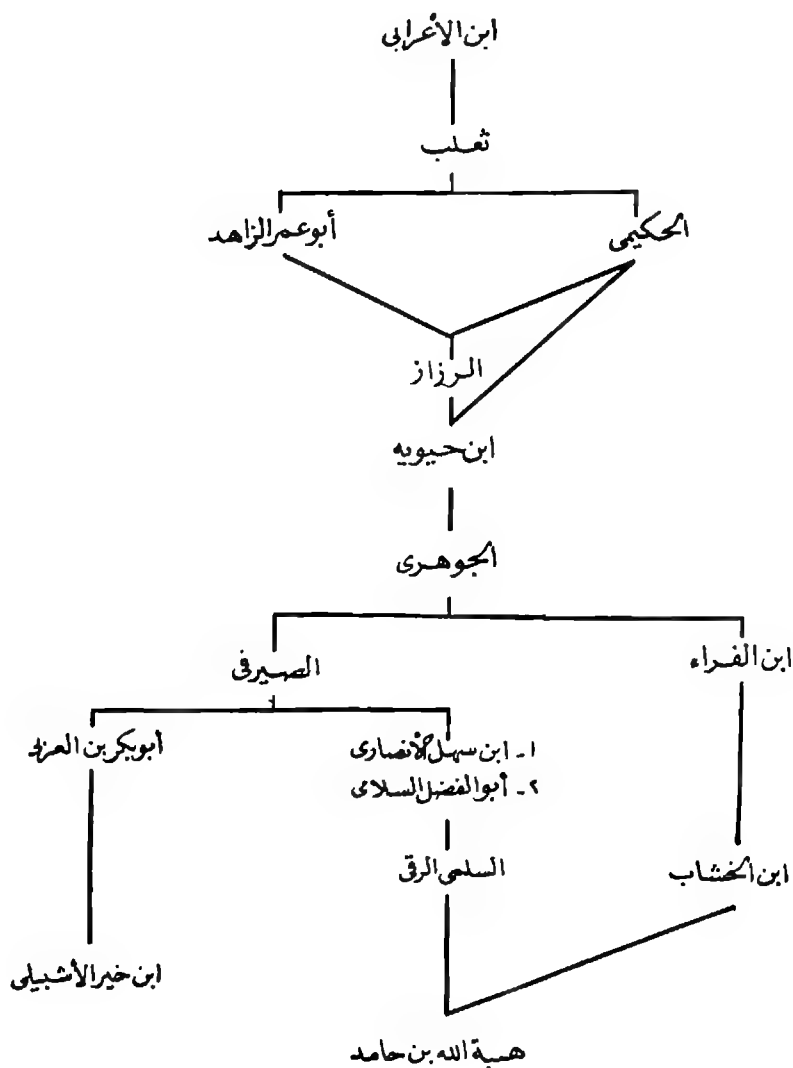 ابن الأعرابى
ثعلب
الحكيمى
أبو عمر الزاهد
الرزاز
ابن حيويه
الجوهرى
ابن الفراء
الصيرفى
١ - ابن سهل الأنصارى
أبو بكر بن العربى
٢ - أبو الفضل السلامى
ابن الخشاب
السلمى الرقى
ابن خير الأشبيلى
هبة الله بن حامد